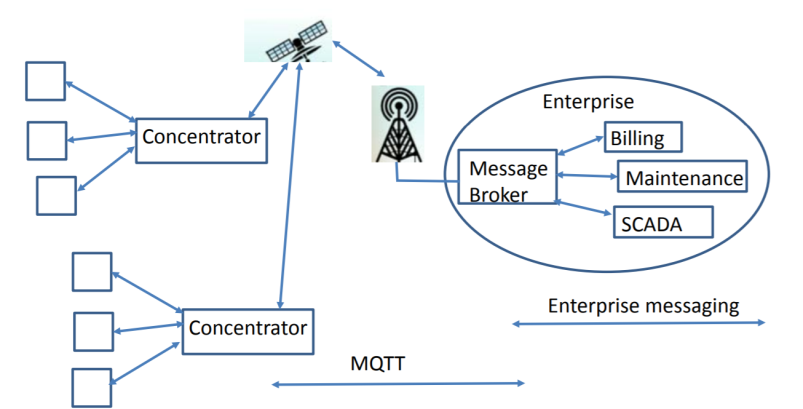 Enterprise
Billing
Concentrator
Message
Broker
Maintenance
SCADA
Enterprise messaging
Concentrator
MQTT